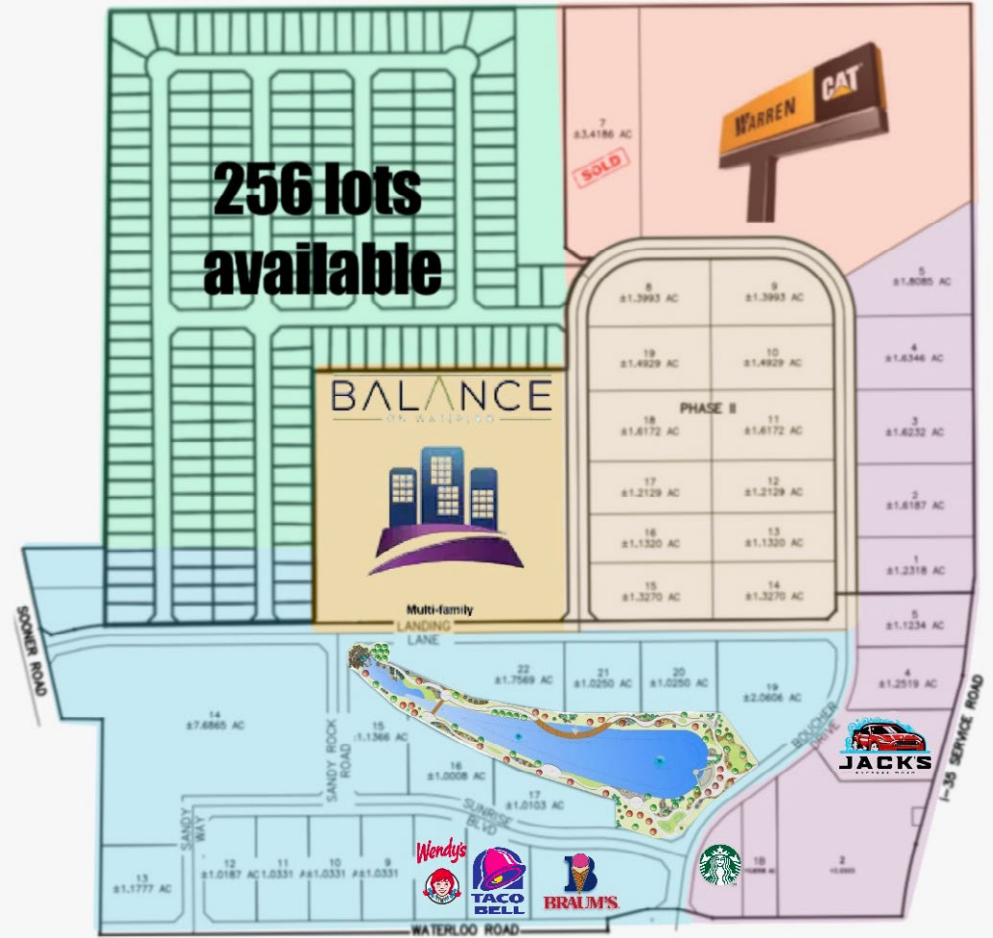 256 lots
available
7
±3.4186 AC
SOLD
WARREN CAT
5
±1.8085 AC
8
±1.3993 AC
9
±1.3993 AC
4
±1.6346 AC
19
±1.4929 AC
10
±1.4929 AC
PHASE II
BALANCE
ON WATERLOO
18
±1.6172 AC
11
±1.6172 AC
3
±1.6232 AC
17
±1.2129 AC
12
±1.2129 AC
2
±1.6187 AC
16
±1.1320 AC
13
±1.1320 AC
1
±1.2318 AC
15
±1.3270 AC
14
±1.3270 AC
Multi-family
LANDING
LANE
SOONER ROAD
5
±1.1234 AC
22
±1.7569 AC
21
±1.0250 AC
20
±1.0250 AC
19
±2.0606 AC
4
±1.2519 AC
14
±7.6865 AC
SANDY ROCK
ROAD
15
±1.1366 AC
BOUCHER
DRIVE
JACK'S
EXPRESS WASH
I-35 SERVICE ROAD
16
±1.0008 AC
17
±1.0103 AC
SUNRISE
BLVD
SANDY
WAY
13
±1.1777 AC
12
±1.0187 AC
11
±1.0331 A
10
±1.0331
9
±1.0331
Wendy's
TACO
BELL
B
BRAUM'S
1B
2
WATERLOO ROAD